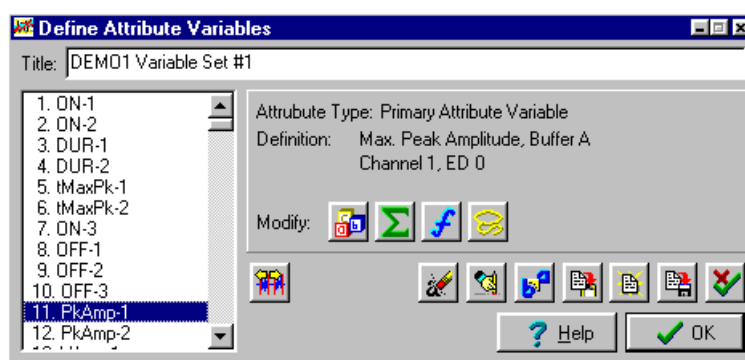 Define Attribute Variables
Title: DEMO1 Variable Set #1
1. ON-1
2. ON-2
3. DUR-1
4. DUR-2
5. tMaxPk-1
6. tMaxPk-2
7. ON-3
8. OFF-1
9. OFF-2
10. OFF-3
11. PkAmp-1
12. PkAmp-2
Attrubute Type: Primary Attribute Variable
Definition: Max. Peak Amplitude, Buffer A
Channel 1, ED 0
Modify:
Help
OK